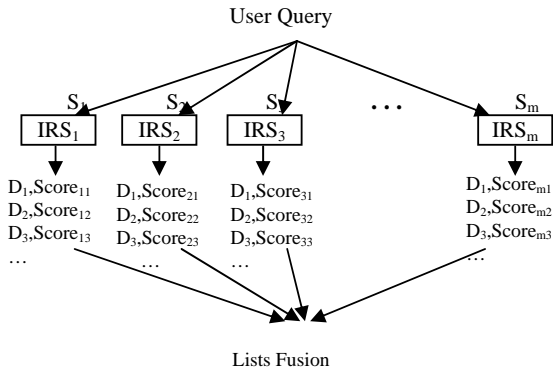 User Query
S₁ S₂ S … Sₘ
IRS₁ IRS₂ IRS₃ IRSₘ
D₁,Score₁₁ D₁,Score₂₁ D₁,Score₃₁ D₁,Scoreₘ₁
D₂,Score₁₂ D₂,Score₂₂ D₂,Score₃₂ D₂,Scoreₘ₂
D₃,Score₁₃ D₃,Score₂₃ D₃,Score₃₃ D₃,Scoreₘ₃
… … … …
Lists Fusion